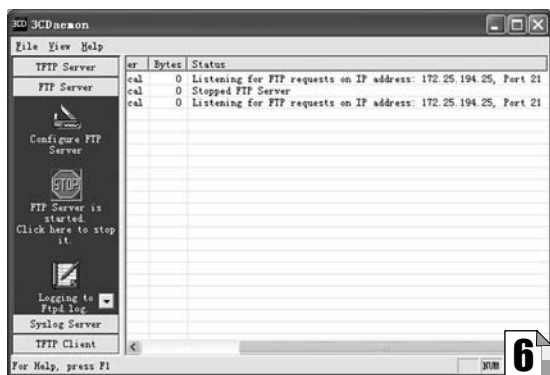 3CDaemon
File View Help
TFTP Server
FTP Server
Configure FTP
Server
STOP
FTP Server is
started.
Click here to stop
it.
Logging to
Ftpd.log.
Syslog Server
TFTP Client
er Bytes Status
cal 0 Listening for FTP requests on IP address: 172.25.194.25, Port 21
cal 0 Stopped FTP Server
cal 0 Listening for FTP requests on IP address: 172.25.194.25, Port 21
For Help, press F1
NUM
6